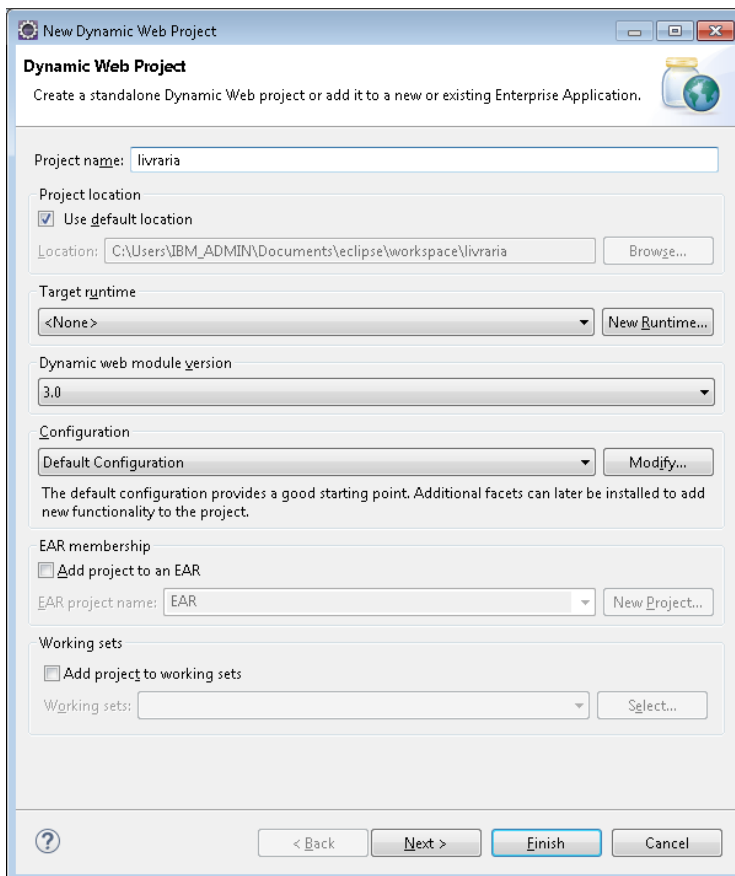 New Dynamic Web Project
Dynamic Web Project
Create a standalone Dynamic Web project or add it to a new or existing Enterprise Application.
Project name: livraria
Project location
Use default location
Location: C:\Users\IBM_ADMIN\Documents\eclipse\workspace\livraria Browse...
Target runtime
<None> New Runtime...
Dynamic web module version
3.0
Configuration
Default Configuration Modify...
The default configuration provides a good starting point. Additional facets can later be installed to add
new functionality to the project.
EAR membership
Add project to an EAR
EAR project name: EAR New Project...
Working sets
Add project to working sets
Working sets: Select...
? < Back Next > Finish Cancel